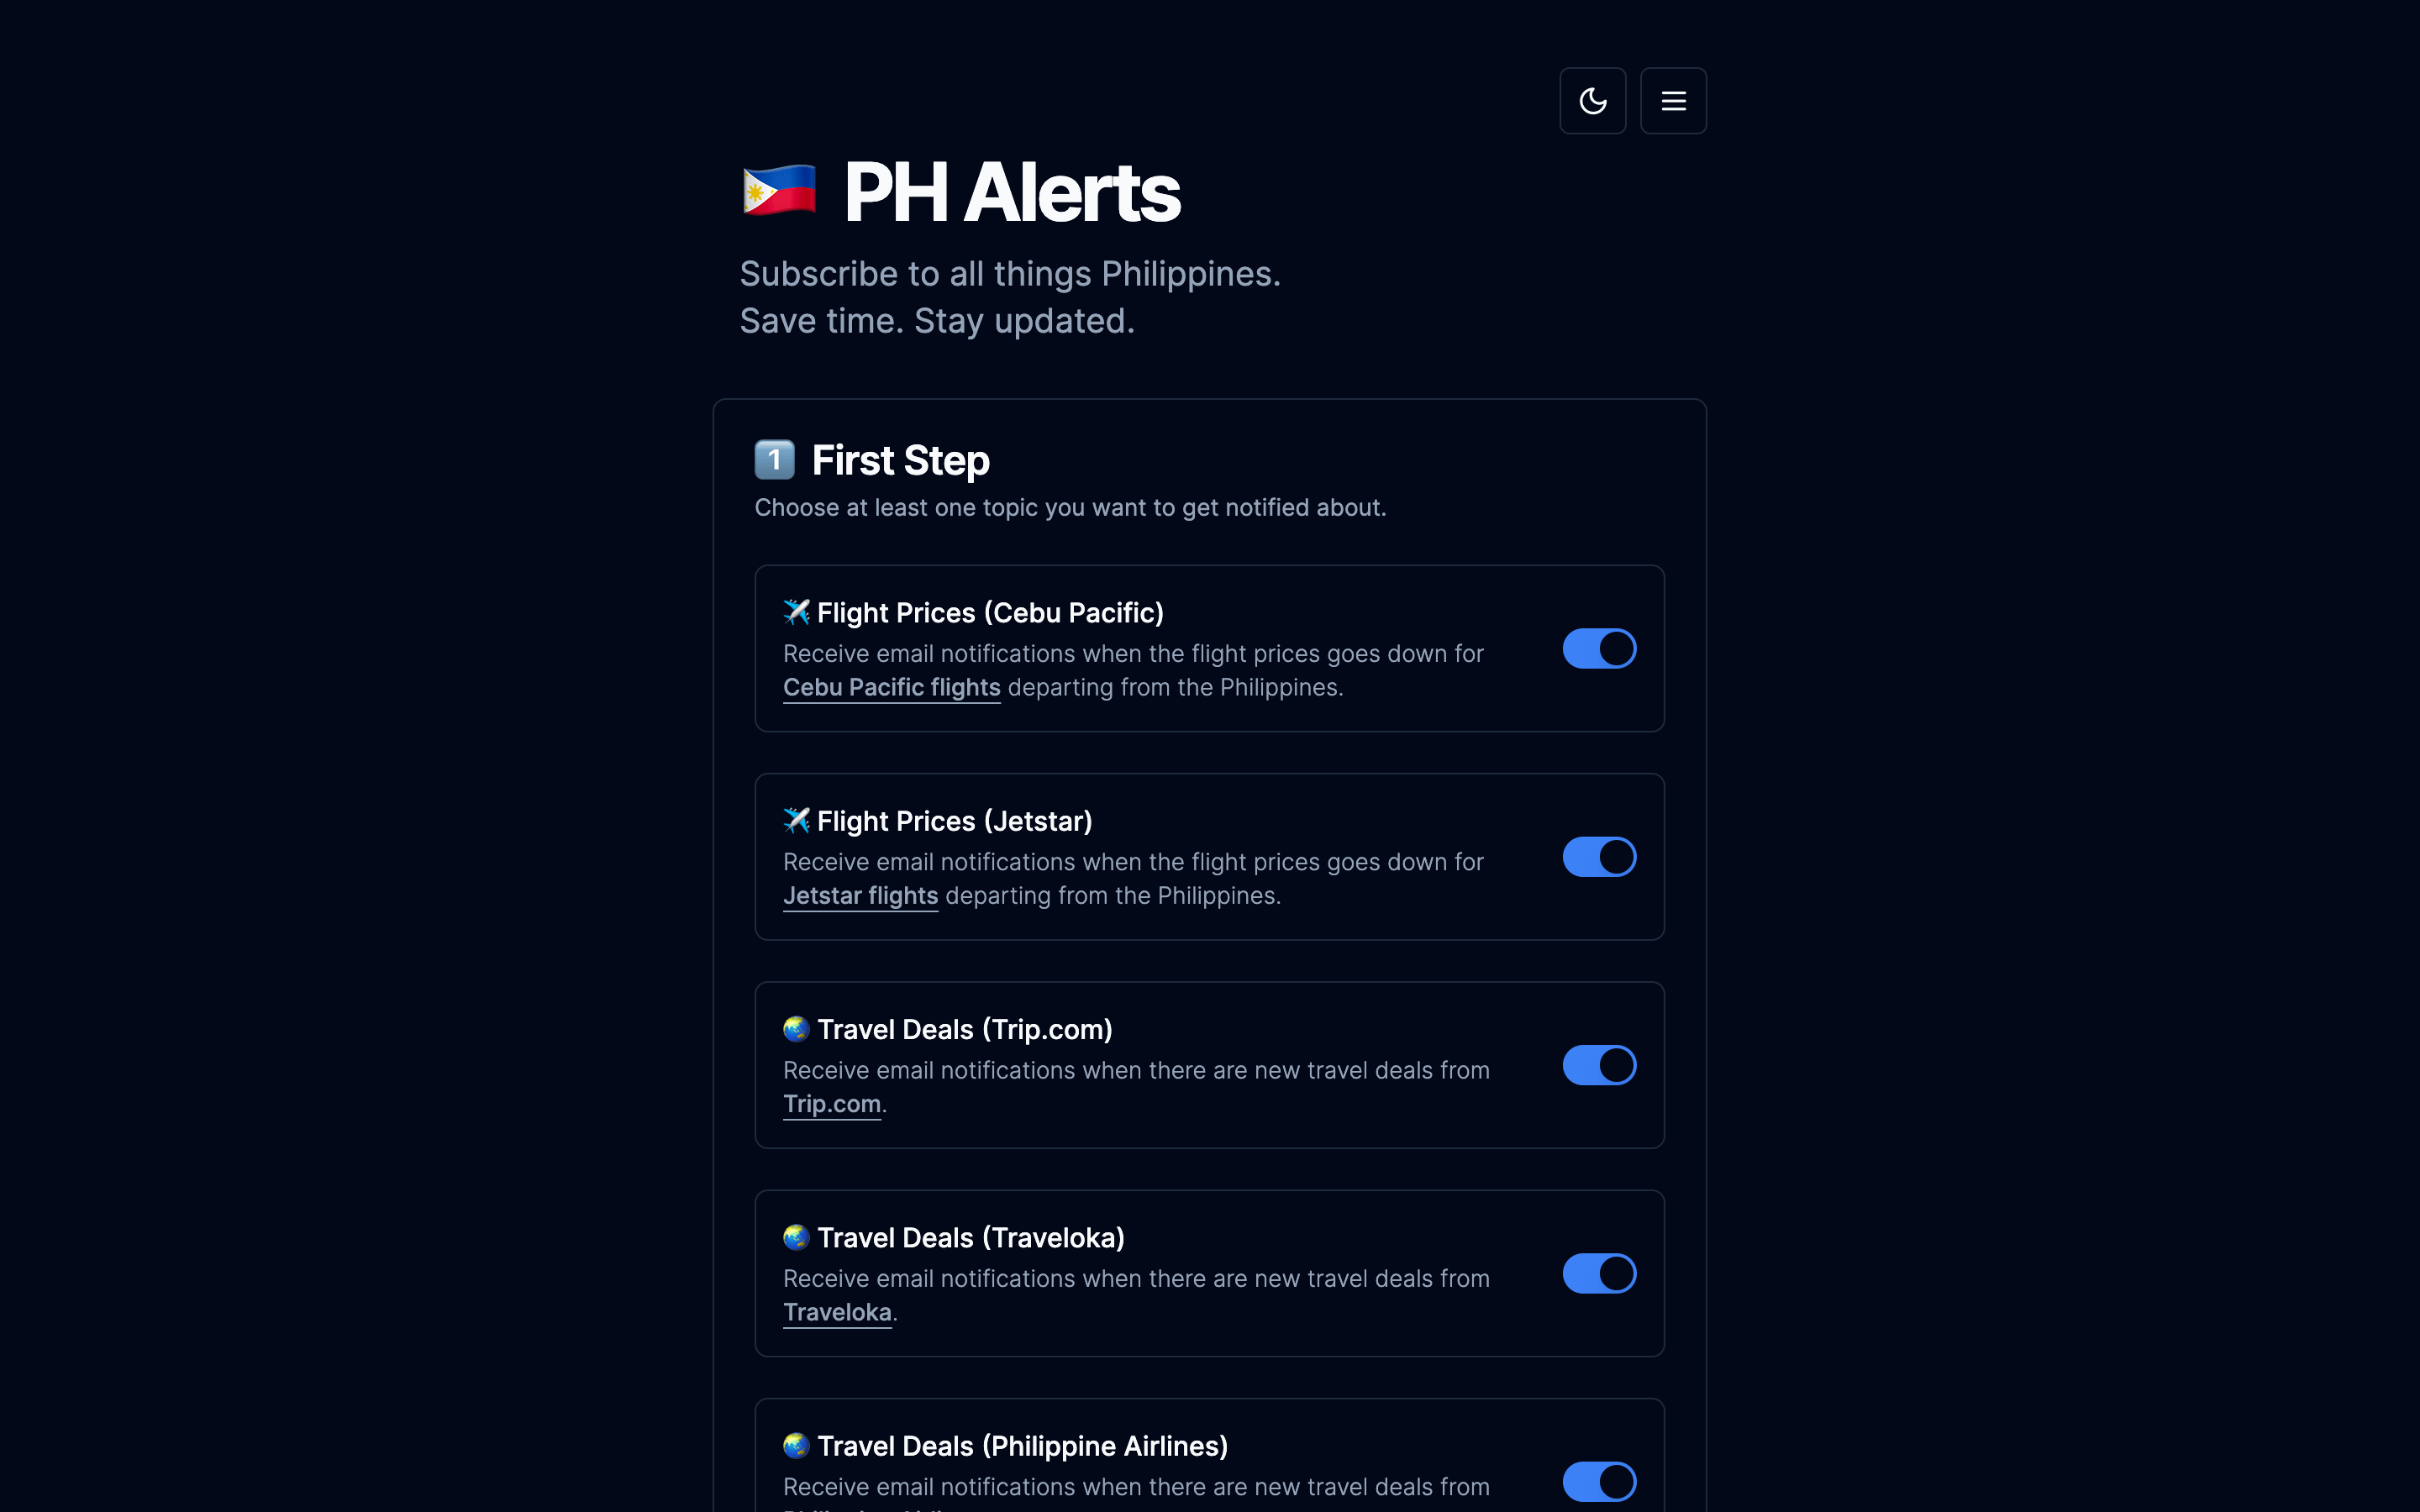 🇵🇭 PH Alerts
Subscribe to all things Philippines.
Save time. Stay updated.
1️⃣ First Step
Choose at least one topic you want to get notified about.
✈️ Flight Prices (Cebu Pacific)
Receive email notifications when the flight prices goes down for
Cebu Pacific flights departing from the Philippines.
✈️ Flight Prices (Jetstar)
Receive email notifications when the flight prices goes down for
Jetstar flights departing from the Philippines.
🌏 Travel Deals (Trip.com)
Receive email notifications when there are new travel deals from
Trip.com.
🌏 Travel Deals (Traveloka)
Receive email notifications when there are new travel deals from
Traveloka.
🌏 Travel Deals (Philippine Airlines)
Receive email notifications when there are new travel deals from